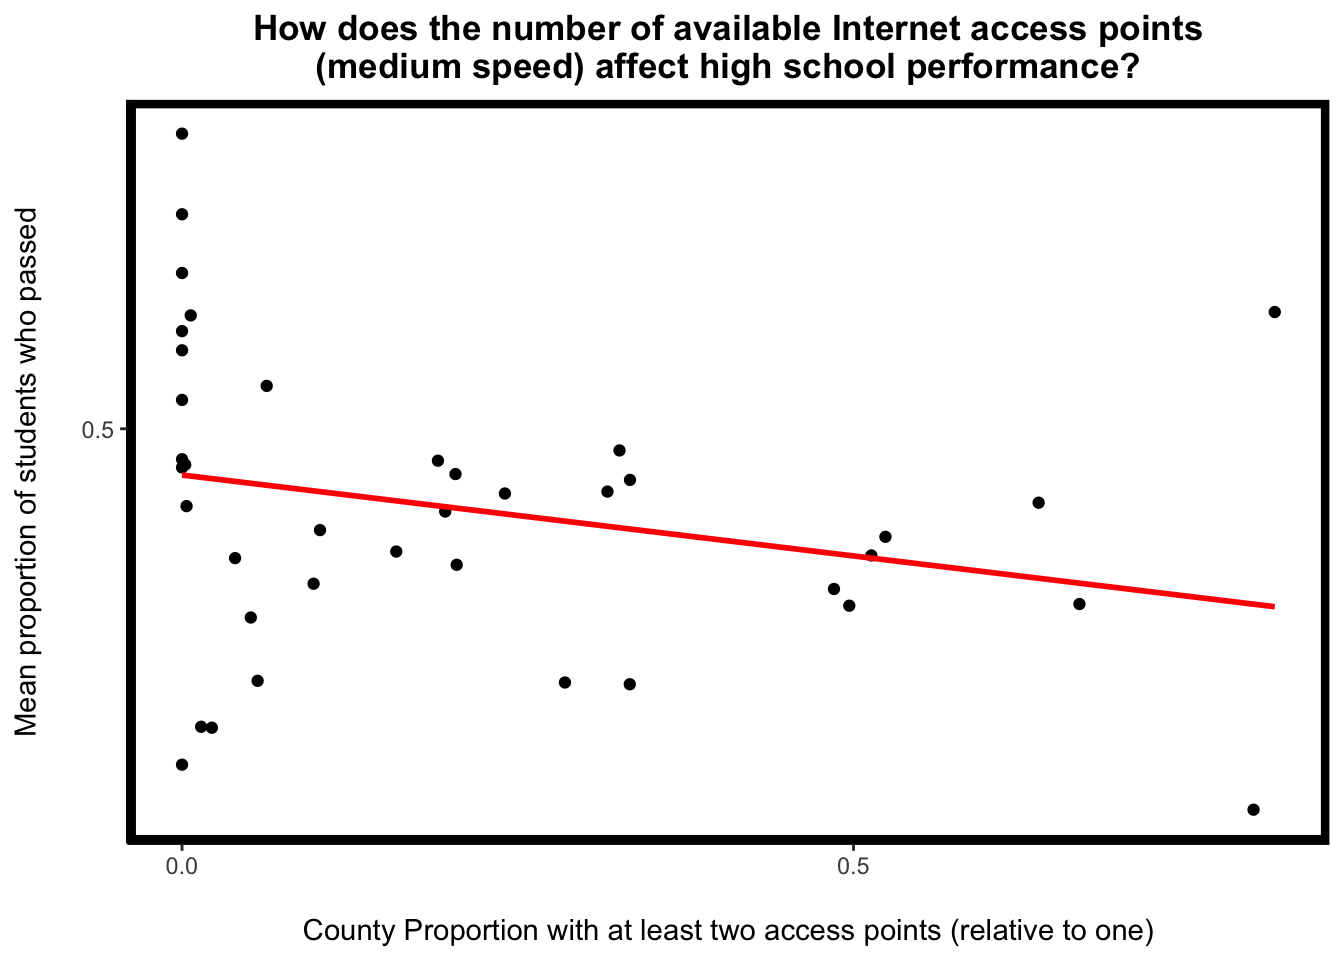 How does the number of available Internet access points
(medium speed) affect high school performance?
Mean proportion of students who passed
0.5
0.0
0.5
County Proportion with at least two access points (relative to one)